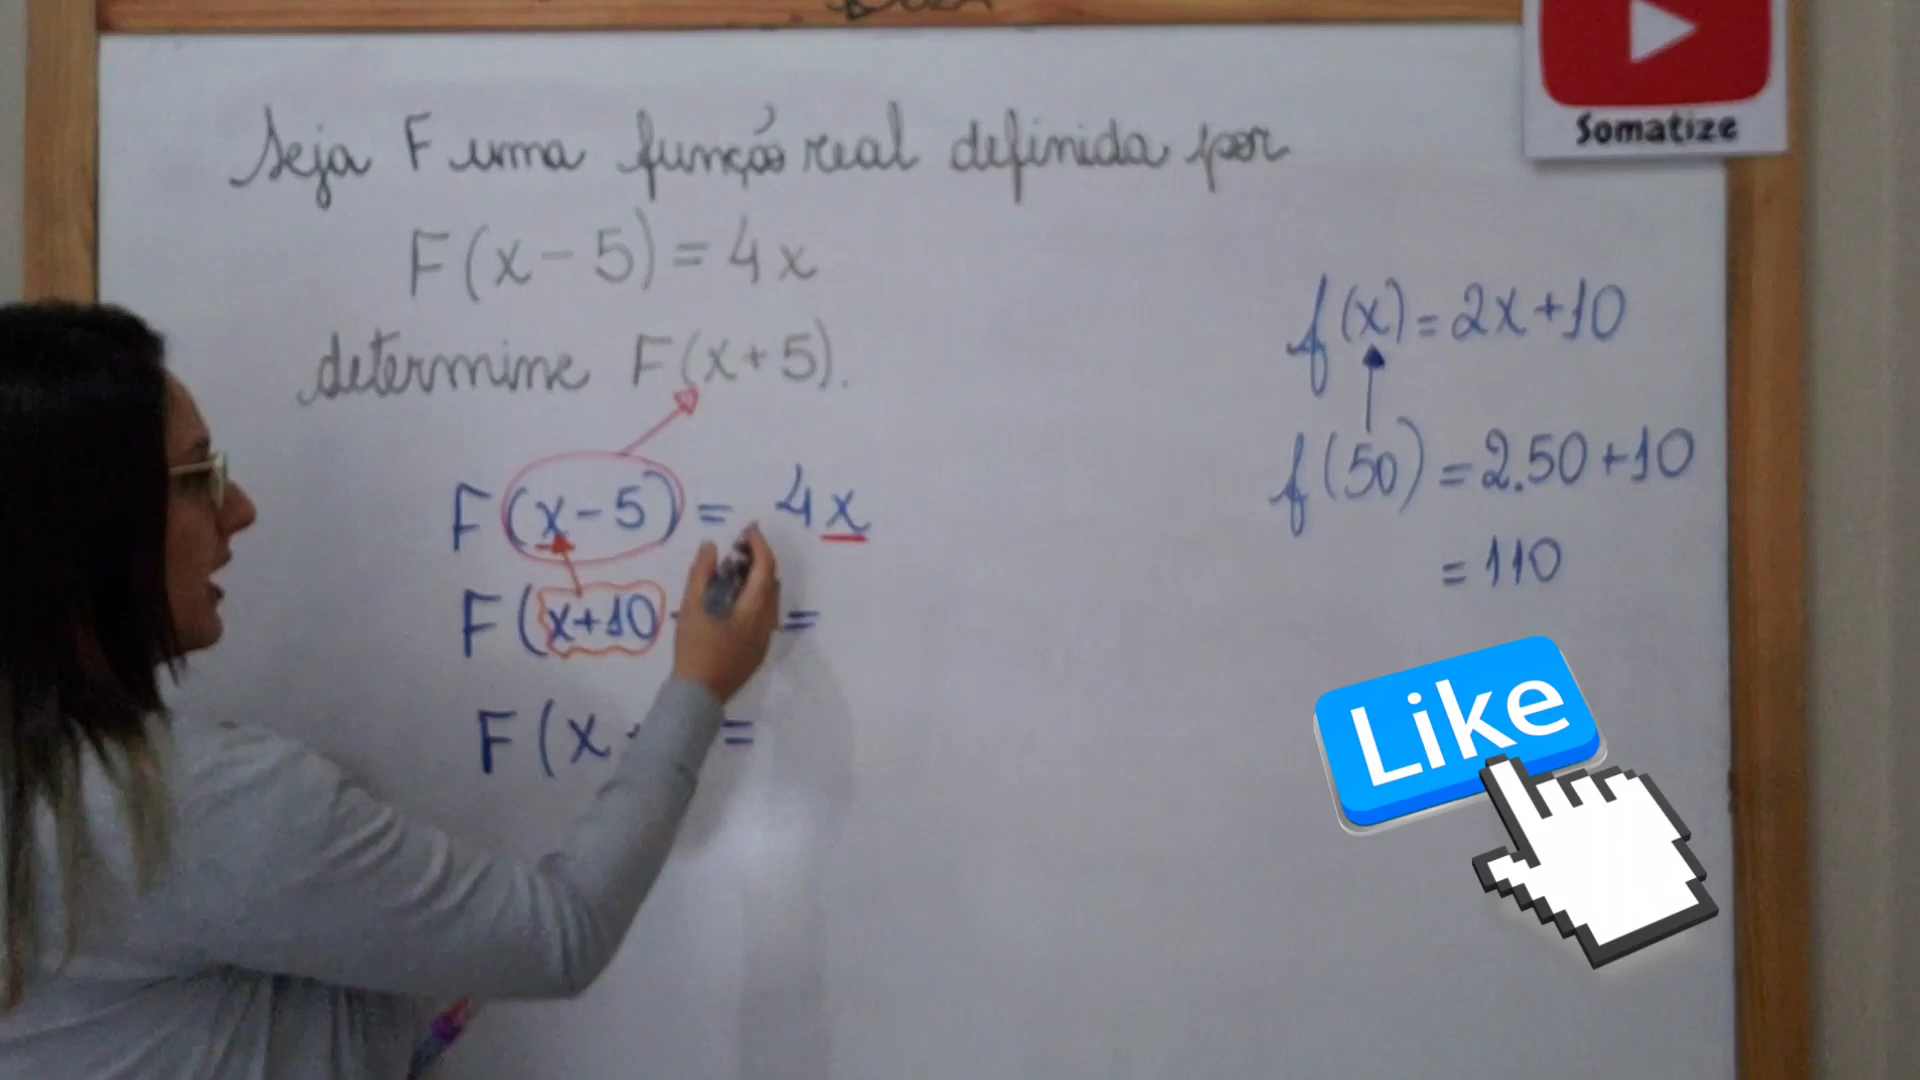 Seja F uma função real definida por
F(x-5) = 4x
determine F(x+5).
F(x-5) = 4x
F(x+10 =
F(x =
f(x) = 2x+10
f(50) = 2.50+10
= 110
Somatize
Like